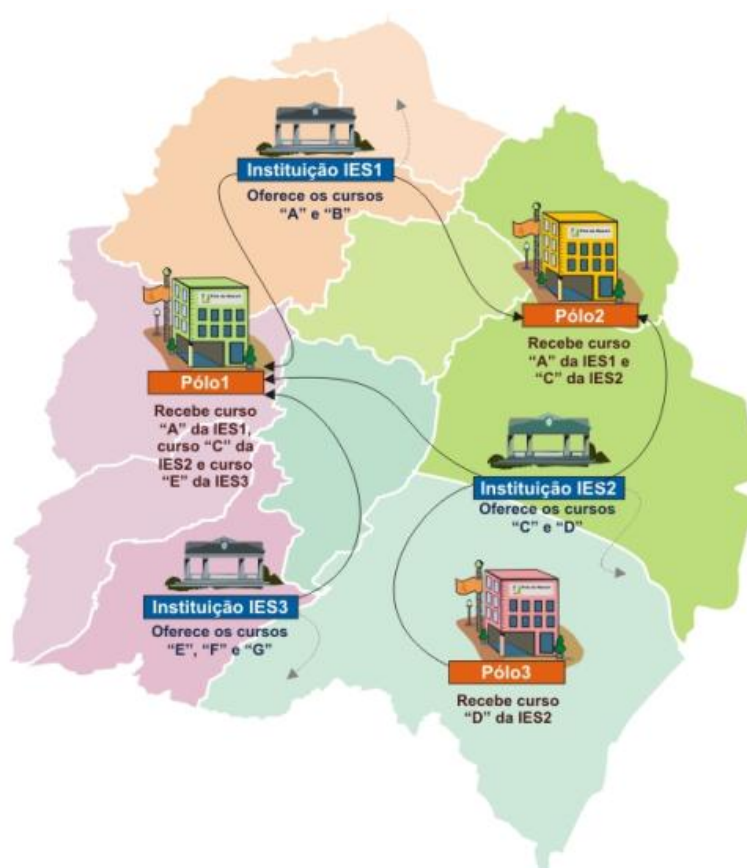 Instituição IES1
Oferece os cursos
“A” e “B”
Pólo2
Recebe curso
“A” da IES1 e
“C” da IES2
Pólo1
Recebe curso
“A” da IES1,
curso “C” da
IES2 e curso
“E” da IES3
Instituição IES2
Oferece os cursos
“C” e “D”
Instituição IES3
Oferece os cursos
“E”, “F” e “G”
Pólo3
Recebe curso
“D” da IES2